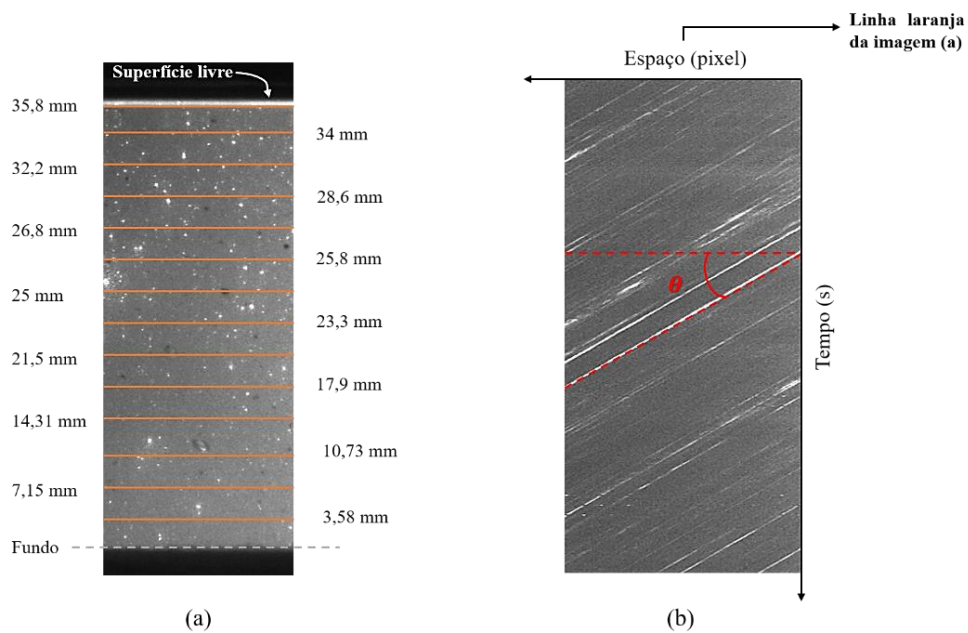 Superfície livre
35,8 mm
34 mm
32,2 mm
28,6 mm
26,8 mm
25,8 mm
25 mm
23,3 mm
21,5 mm
17,9 mm
14,31 mm
10,73 mm
7,15 mm
3,58 mm
Fundo
(a)
Linha laranja
da imagem (a)
Espaço (pixel)
θ
Tempo (s)
(b)